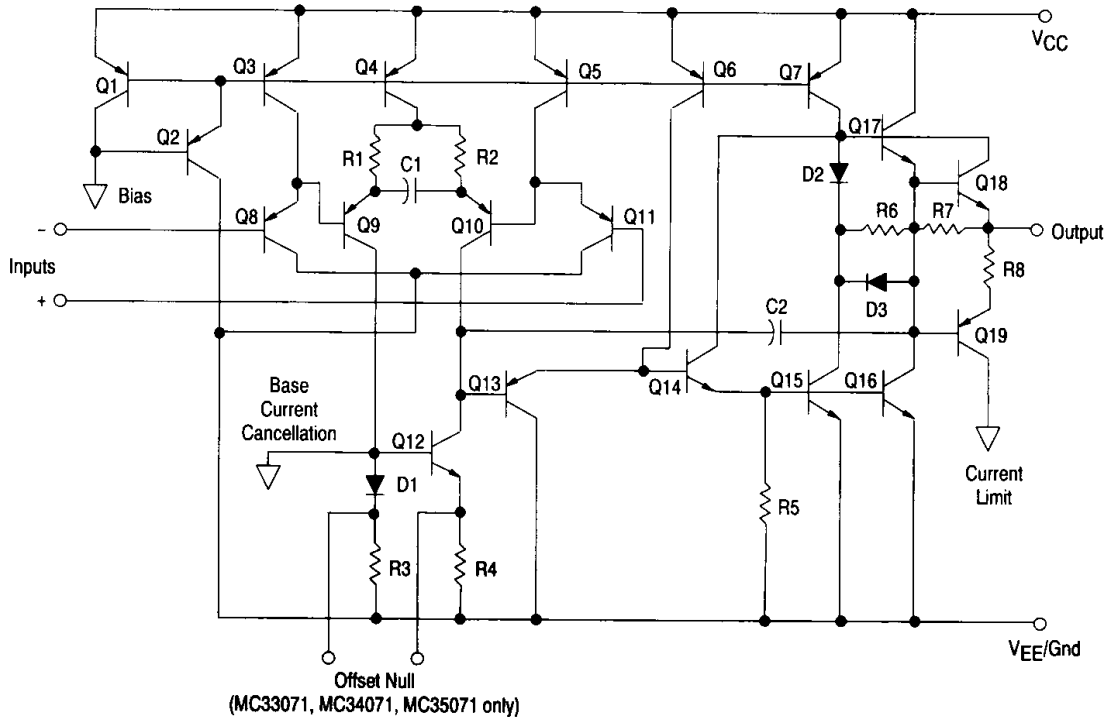 VCC
Q1
Q3
Q4
Q5
Q6
Q7
Q2
Q17
R1
C1
R2
D2
Q18
Bias
Q8
Q9
Q10
Q11
R6
R7
Output
−
Inputs
+
R8
D3
C2
Q19
Q13
Q14
Q15
Q16
Base
Current
Cancellation
Q12
D1
Current
Limit
R5
R3
R4
VEE/Gnd
Offset Null
(MC33071, MC34071, MC35071 only)